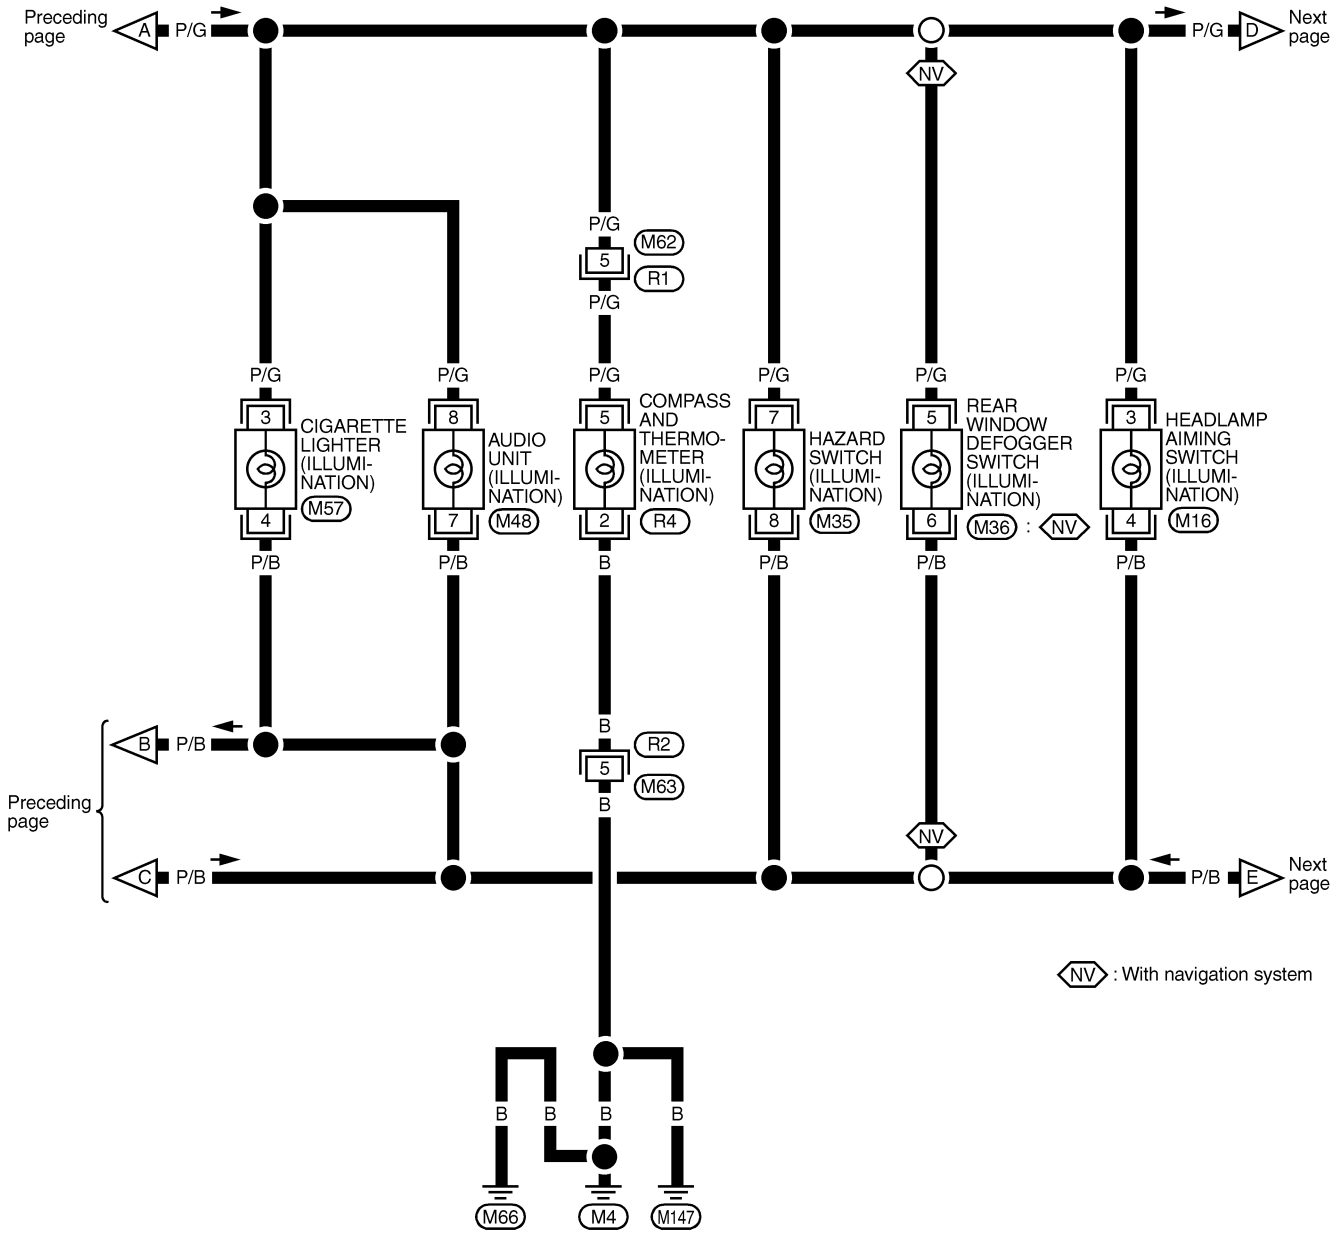 Preceding
page
A
P/G
P/G
D
Next
page
NV
P/G
M62
5
R1
P/G
P/G
P/G
P/G
P/G
P/G
P/G
3
CIGARETTE
LIGHTER
(ILLUMI-
NATION)
M57
4
8
AUDIO
UNIT
(ILLUMI-
NATION)
M48
7
5
COMPASS
AND
THERMO-
METER
(ILLUMI-
NATION)
R4
2
7
HAZARD
SWITCH
(ILLUMI-
NATION)
M35
8
5
REAR
WINDOW
DEFOGGER
SWITCH
(ILLUMI-
NATION)
M36 : NV
6
3
HEADLAMP
AIMING
SWITCH
(ILLUMI-
NATION)
M16
4
P/B
P/B
B
P/B
P/B
P/B
B
R2
5
M63
B
Preceding
page
B
P/B
C
P/B
NV
P/B
E
Next
page
NV : With navigation system
B
B
B
B
M66
M4
M147